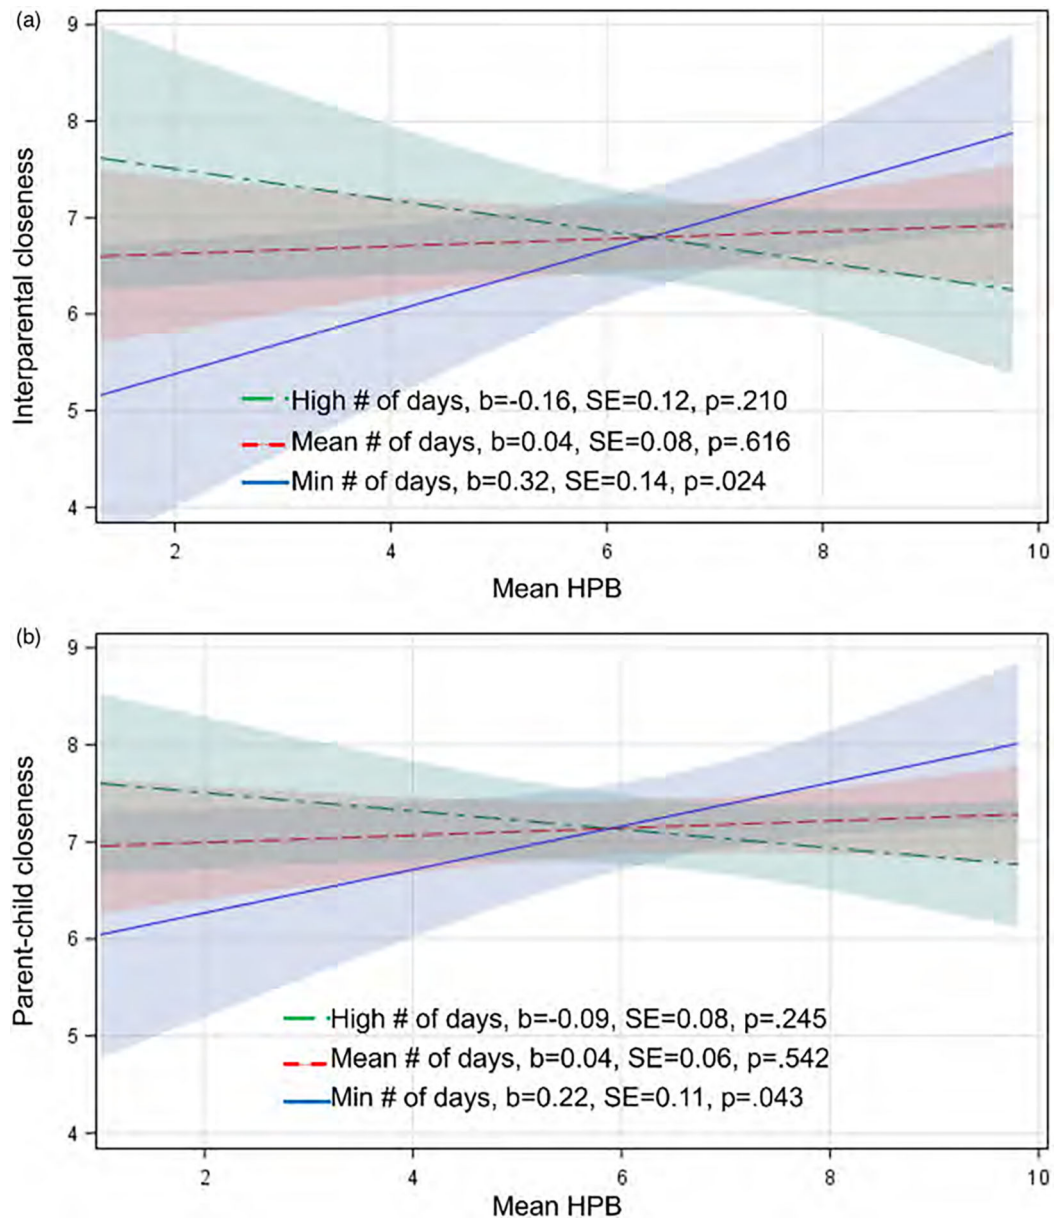 (a)
9
8
7
6
5
4
Interparental closeness
High # of days, b=-0.16, SE=0.12, p=.210
Mean # of days, b=0.04, SE=0.08, p=.616
Min # of days, b=0.32, SE=0.14, p=.024
2 4 6 8 10
Mean HPB
(b)
9
8
7
6
5
4
Parent-child closeness
High # of days, b=-0.09, SE=0.08, p=.245
Mean # of days, b=0.04, SE=0.06, p=.542
Min # of days, b=0.22, SE=0.11, p=.043
2 4 6 8 10
Mean HPB